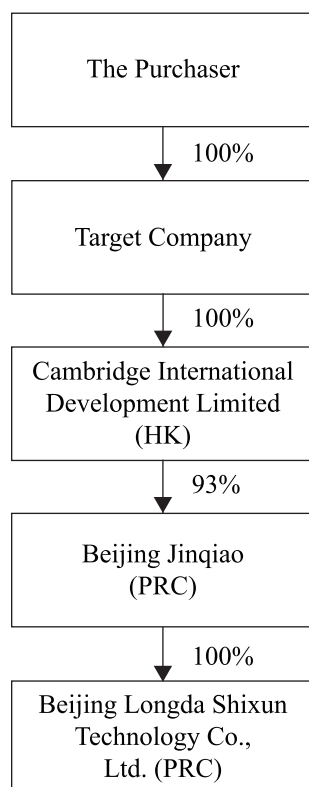 The Purchaser
100%
Target Company
100%
Cambridge International
Development Limited
(HK)
93%
Beijing Jinqiao
(PRC)
100%
Beijing Longda Shixun
Technology Co.,
Ltd. (PRC)